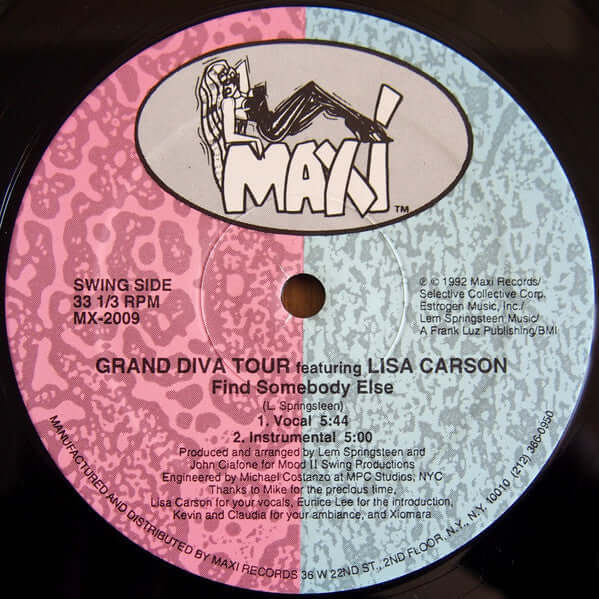 MAXI
TM
SWING SIDE
33 1/3 RPM
MX-2009
℗ © 1992 Maxi Records/
Selective Collective Corp.
Estrogen Music, Inc./
Lem Springsteen Music/
A Frank Luz Publishing/BMI
GRAND DIVA TOUR featuring LISA CARSON
Find Somebody Else
(L. Springsteen)
1. Vocal 5:44
2. Instrumental 5:00
Produced and arranged by Lem Springsteen and
John Ciafone for Mood II Swing Productions
Engineered by Michael Costanzo at MPC Studios, NYC
Thanks to Mike for the precious time,
Lisa Carson for your vocals, Eunice Lee for the introduction,
Kevin and Claudia for your ambiance, and Xiomara
MANUFACTURED AND DISTRIBUTED BY MAXI RECORDS 36 W 22ND ST., 2ND FLOOR, N.Y., N.Y. 10010 (212) 366-0950